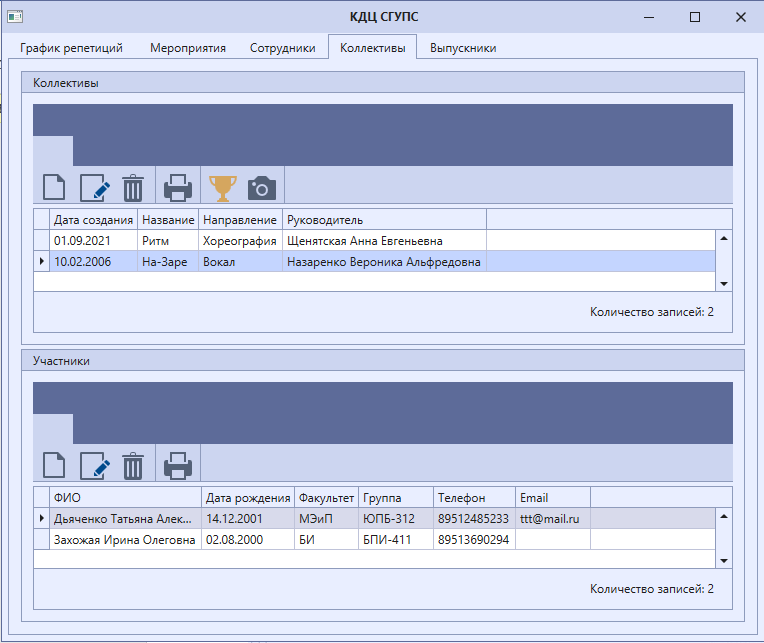 КДЦ СГУПС
График репетиций Мероприятия Сотрудники Коллективы Выпускники
Коллективы
Дата создания Название Направление Руководитель
01.09.2021 Ритм Хореография Щенятская Анна Евгеньевна
10.02.2006 На-Заре Вокал Назаренко Вероника Альфредовна
Количество записей: 2
Участники
ФИО Дата рождения Факультет Группа Телефон Email
Дьяченко Татьяна Алек... 14.12.2001 МЭиП ЮПБ-312 89512485233 ttt@mail.ru
Захожая Ирина Олеговна 02.08.2000 БИ БПИ-411 89513690294
Количество записей: 2